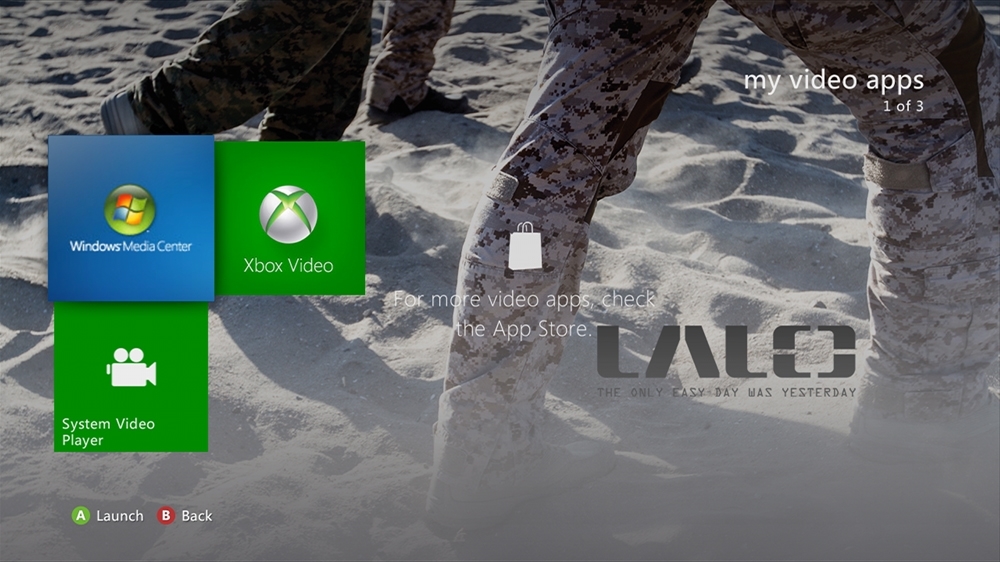 my video apps
1 of 3
Windows Media Center
Xbox Video
For more video apps, check
the App Store.
LALO
THE ONLY EASY DAY WAS YESTERDAY
System Video
Player
A Launch B Back